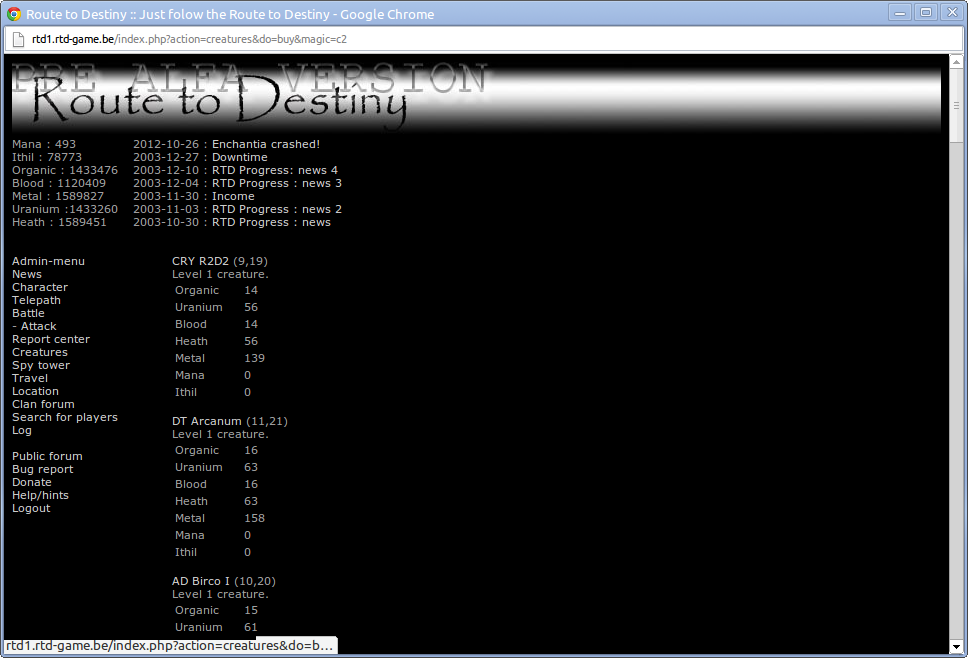 Route to Destiny :: Just folow the Route to Destiny - Google Chrome
rtd1.rtd-game.be/index.php?action=creatures&do=buy&magic=c2
PRE ALFA VERSION
Route to Destiny
Mana : 493
Ithil : 78773
Organic : 1433476
Blood : 1120409
Metal : 1589827
Uranium :1433260
Heath : 1589451
2012-10-26 : Enchantia crashed!
2003-12-27 : Downtime
2003-12-10 : RTD Progress: news 4
2003-12-04 : RTD Progress : news 3
2003-11-30 : Income
2003-11-03 : RTD Progress : news 2
2003-10-30 : RTD Progress : news
Admin-menu
News
Character
Telepath
Battle
- Attack
Report center
Creatures
Spy tower
Travel
Location
Clan forum
Search for players
Log
Public forum
Bug report
Donate
Help/hints
Logout
CRY R2D2 (9,19)
Level 1 creature.
Organic 14
Uranium 56
Blood 14
Heath 56
Metal 139
Mana 0
Ithil 0
DT Arcanum (11,21)
Level 1 creature.
Organic 16
Uranium 63
Blood 16
Heath 63
Metal 158
Mana 0
Ithil 0
AD Birco I (10,20)
Level 1 creature.
Organic 15
Uranium 61
rtd1.rtd-game.be/index.php?action=creatures&do=b...